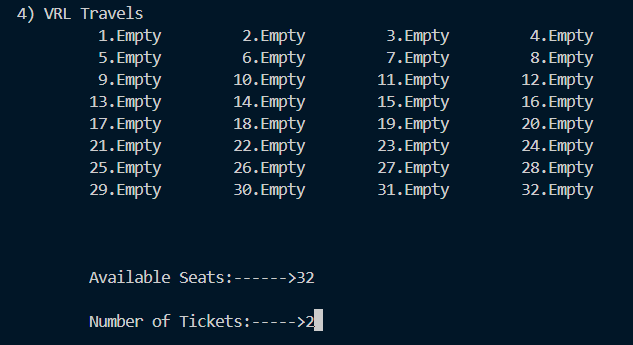 4) VRL Travels
1.Empty 2.Empty 3.Empty 4.Empty
5.Empty 6.Empty 7.Empty 8.Empty
9.Empty 10.Empty 11.Empty 12.Empty
13.Empty 14.Empty 15.Empty 16.Empty
17.Empty 18.Empty 19.Empty 20.Empty
21.Empty 22.Empty 23.Empty 24.Empty
25.Empty 26.Empty 27.Empty 28.Empty
29.Empty 30.Empty 31.Empty 32.Empty
Available Seats:------>32
Number of Tickets:----->2